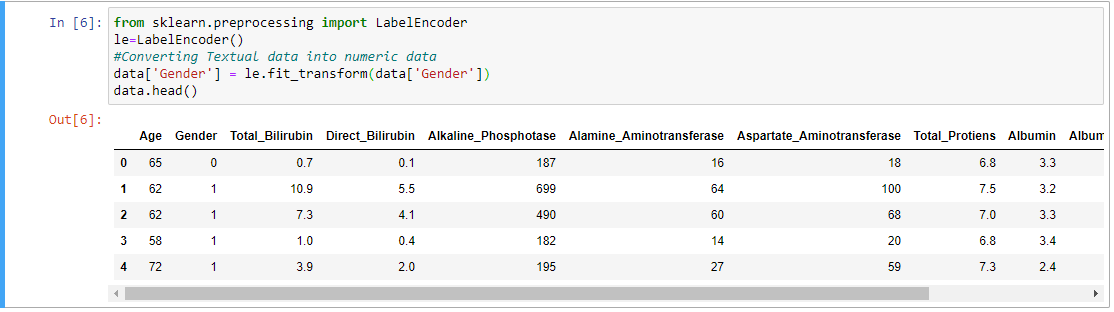 In [6]: from sklearn.preprocessing import LabelEncoder
le=LabelEncoder()
#Converting Textual data into numeric data
data['Gender'] = le.fit_transform(data['Gender'])
data.head()
Out[6]:
Age Gender Total_Bilirubin Direct_Bilirubin Alkaline_Phosphotase Alamine_Aminotransferase Aspartate_Aminotransferase Total_Protiens Albumin Album
0 65 0 0.7 0.1 187 16 18 6.8 3.3
1 62 1 10.9 5.5 699 64 100 7.5 3.2
2 62 1 7.3 4.1 490 60 68 7.0 3.3
3 58 1 1.0 0.4 182 14 20 6.8 3.4
4 72 1 3.9 2.0 195 27 59 7.3 2.4